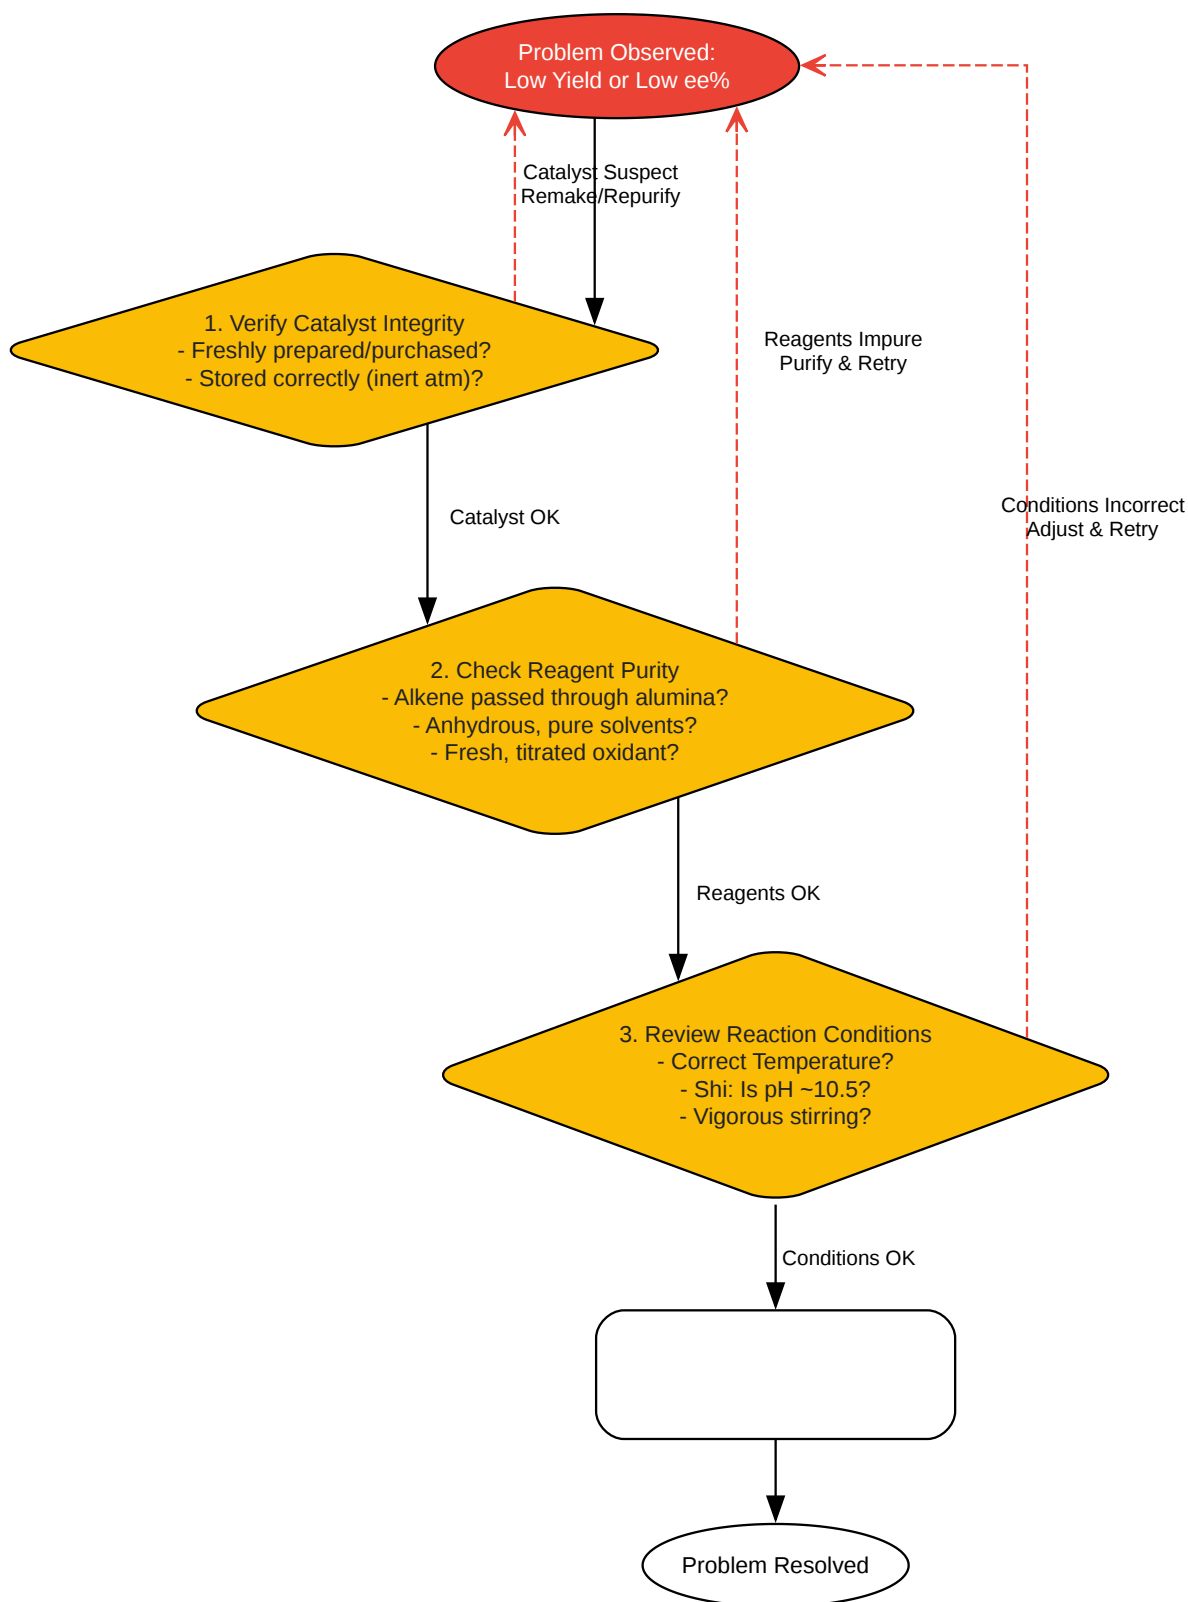 Problem Observed:
Low Yield or Low ee%
Catalyst Suspect
Remake/Repurify
1. Verify Catalyst Integrity
- Freshly prepared/purchased?
- Stored correctly (inert atm)?
Reagents Impure
Purify & Retry
Catalyst OK
Conditions Incorrect
Adjust & Retry
2. Check Reagent Purity
- Alkene passed through alumina?
- Anhydrous, pure solvents?
- Fresh, titrated oxidant?
Reagents OK
3. Review Reaction Conditions
- Correct Temperature?
- Shi: Is pH ~10.5?
- Vigorous stirring?
Conditions OK
Problem Resolved